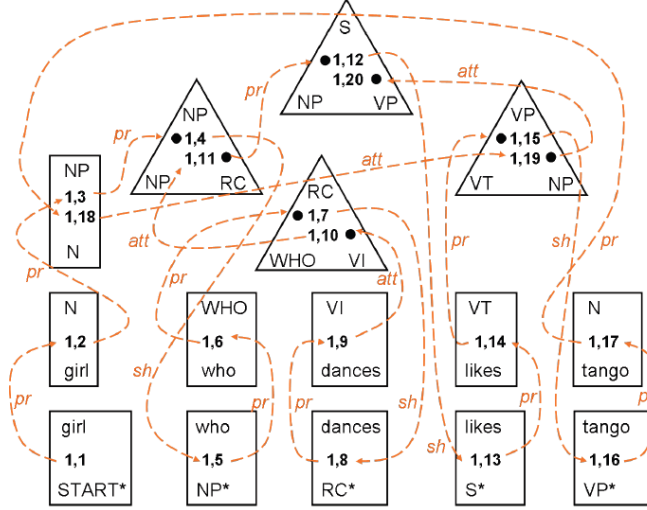 S
1,12
1,20
NP VP
pr
att
NP
1,4
1,11
NP RC
pr
VP
1,15
1,19
VT NP
att
NP
1,3
1,18
N
pr
RC
1,7
1,10
WHO VI
att
att
pr
sh
pr
pr
sh
pr
N
1,2
girl
WHO
1,6
who
VI
1,9
dances
VT
1,14
likes
N
1,17
tango
pr
sh
pr
pr
sh
sh
pr
p
girl
1,1
START*
who
1,5
NP*
dances
1,8
RC*
likes
1,13
S*
tango
1,16
VP*